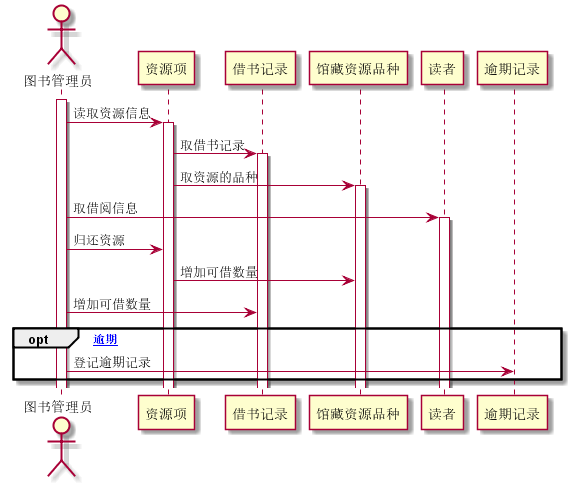 图书管理员
资源项
借书记录
馆藏资源品种
读者
逾期记录
读取资源信息
取借书记录
取资源的品种
取借阅信息
归还资源
增加可借数量
增加可借数量
opt
逾期
登记逾期记录
图书管理员
资源项
借书记录
馆藏资源品种
读者
逾期记录